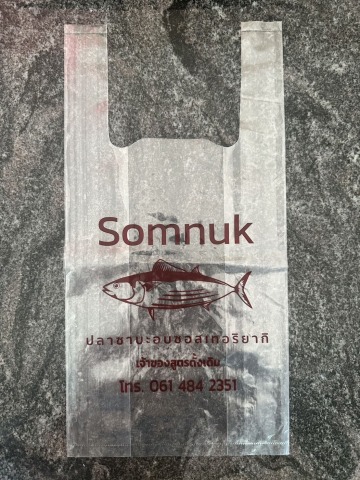 Somnuk
ปลาซาบะอบซอสเทอริยากิ
เจ้าของสูตรดั้งเดิม
โทร. 061 484 2351